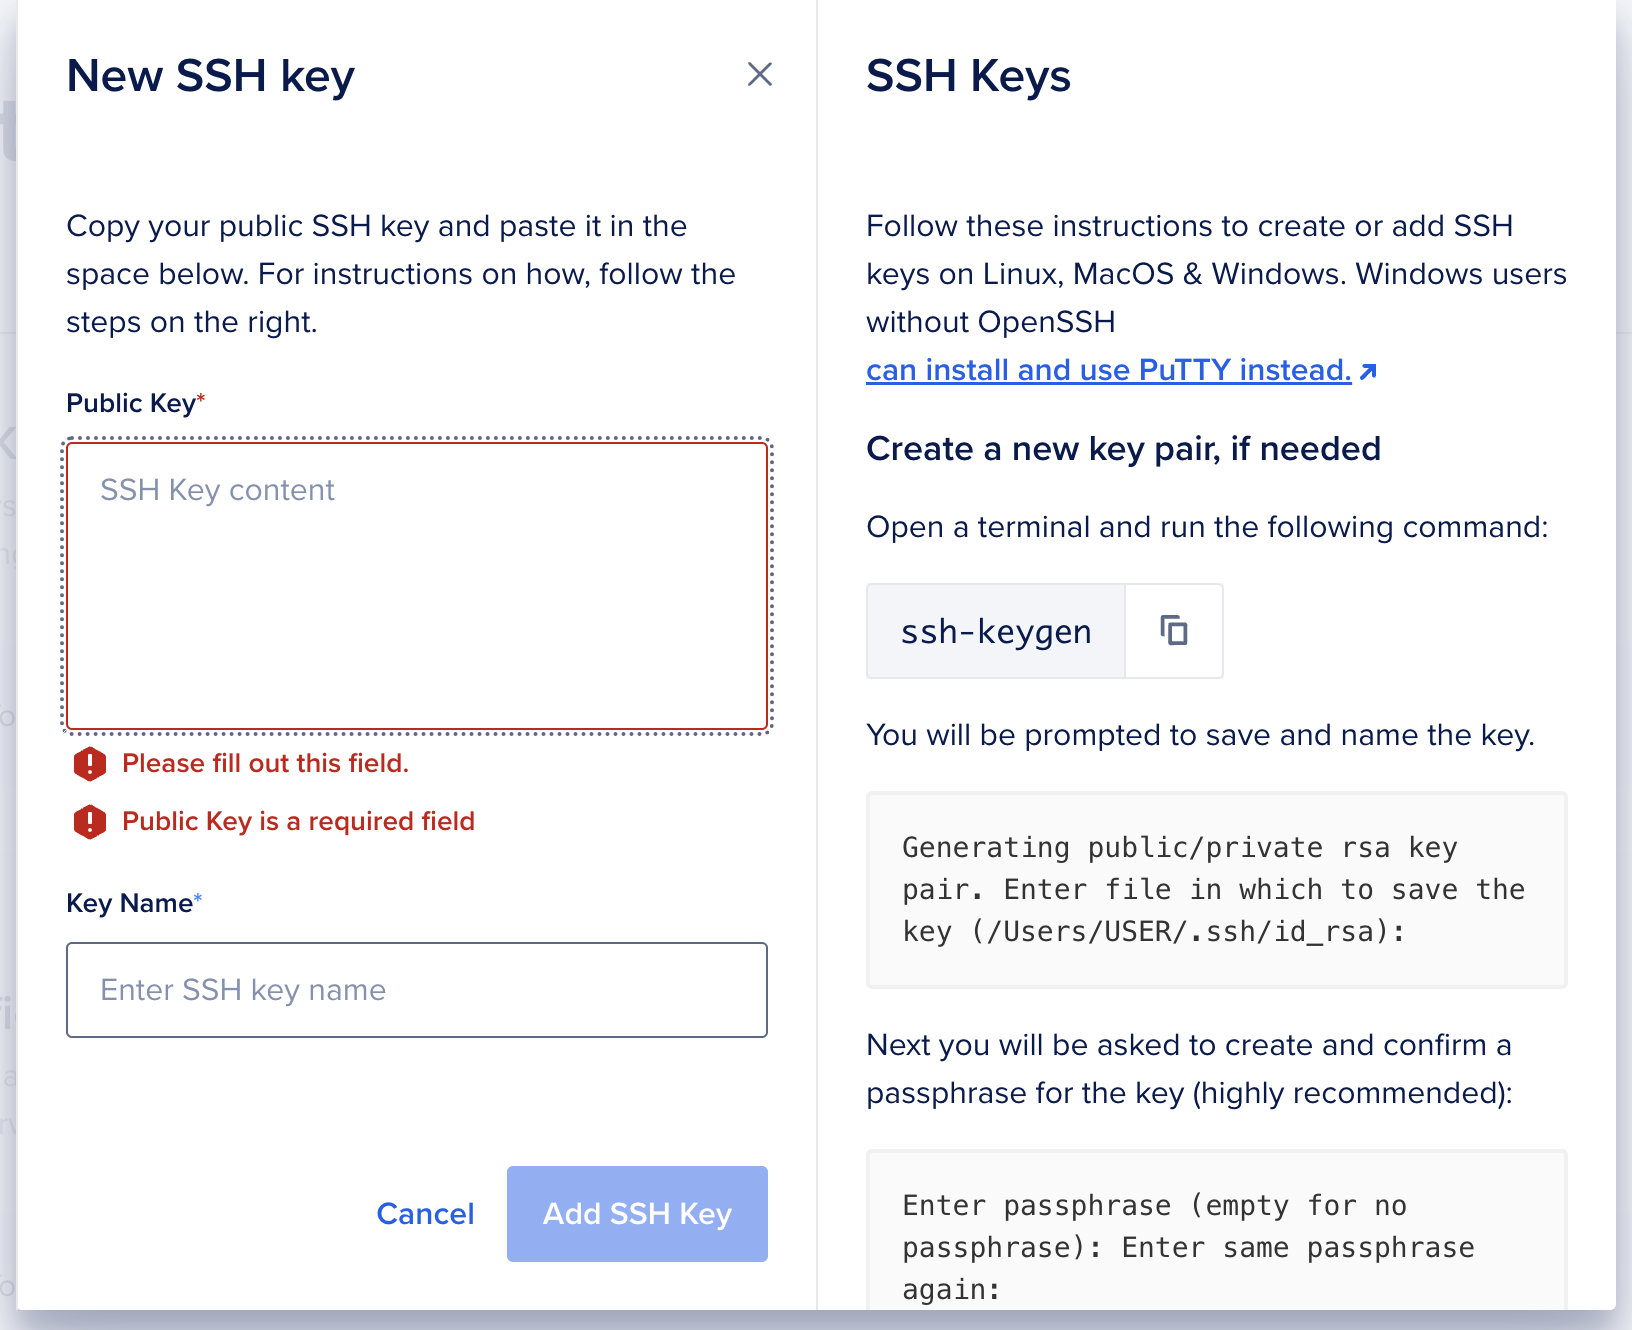 New SSH key
Copy your public SSH key and paste it in the
space below. For instructions on how, follow the
steps on the right.
Public Key*
SSH Key content
Please fill out this field.
Public Key is a required field
Key Name*
Enter SSH key name
Cancel
Add SSH Key
SSH Keys
Follow these instructions to create or add SSH
keys on Linux, MacOS & Windows. Windows users
without OpenSSH
can install and use PuTTY instead.
Create a new key pair, if needed
Open a terminal and run the following command:
ssh-keygen
You will be prompted to save and name the key.
Generating public/private rsa key
pair. Enter file in which to save the
key (/Users/USER/.ssh/id_rsa):
Next you will be asked to create and confirm a
passphrase for the key (highly recommended):
Enter passphrase (empty for no
passphrase): Enter same passphrase
again: